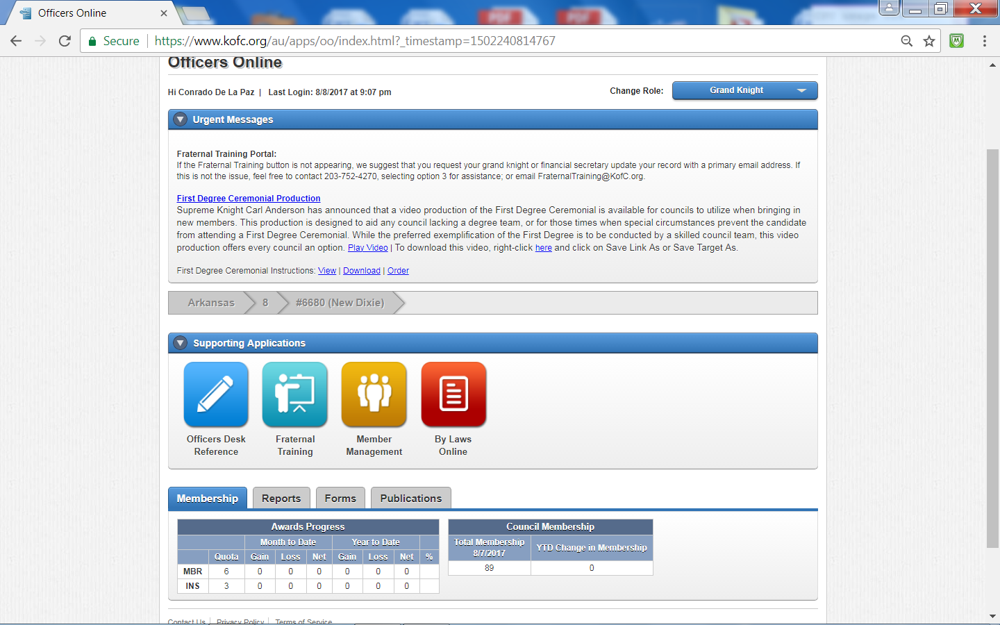 Officers Online
Secure
https://www.kofc.org/au/apps/oo/index.html?_timestamp=1502240814767
Officers Online
Hi Conrado De La Paz | Last Login: 8/8/2017 at 9:07 pm
Change Role: Grand Knight
Urgent Messages
Fraternal Training Portal:
If the Fraternal Training button is not appearing, we suggest that you request your grand knight or financial secretary update your record with a primary email address. If
this is not the issue, feel free to contact 203-752-4270, selecting option 3 for assistance; or email FraternalTraining@KofC.org.
First Degree Ceremonial Production
Supreme Knight Carl Anderson has announced that a video production of the First Degree Ceremonial is available for councils to utilize when bringing in
new members. This production is designed to aid any council lacking a degree team, or for those times when special circumstances prevent the candidate
from attending a First Degree Ceremonial. While the preferred exemplification of the First Degree is to be conducted by a skilled council team, this video
production offers every council an option. Play Video | To download this video, right-click here and click on Save Link As or Save Target As.
First Degree Ceremonial Instructions: View | Download | Order
Arkansas 8 #6680 (New Dixie)
Supporting Applications
Officers Desk
Reference
Fraternal
Training
Member
Management
By Laws
Online
Membership Reports Forms Publications
Awards Progress
Month to Date Year to Date
Quota Gain Loss Net Gain Loss Net %
MBR 6 0 0 0 0 0 0
INS 3 0 0 0 0 0 0
Council Membership
Total Membership
8/7/2017
YTD Change in Membership
89 0
Contact Us | Privacy Policy | Terms of Service